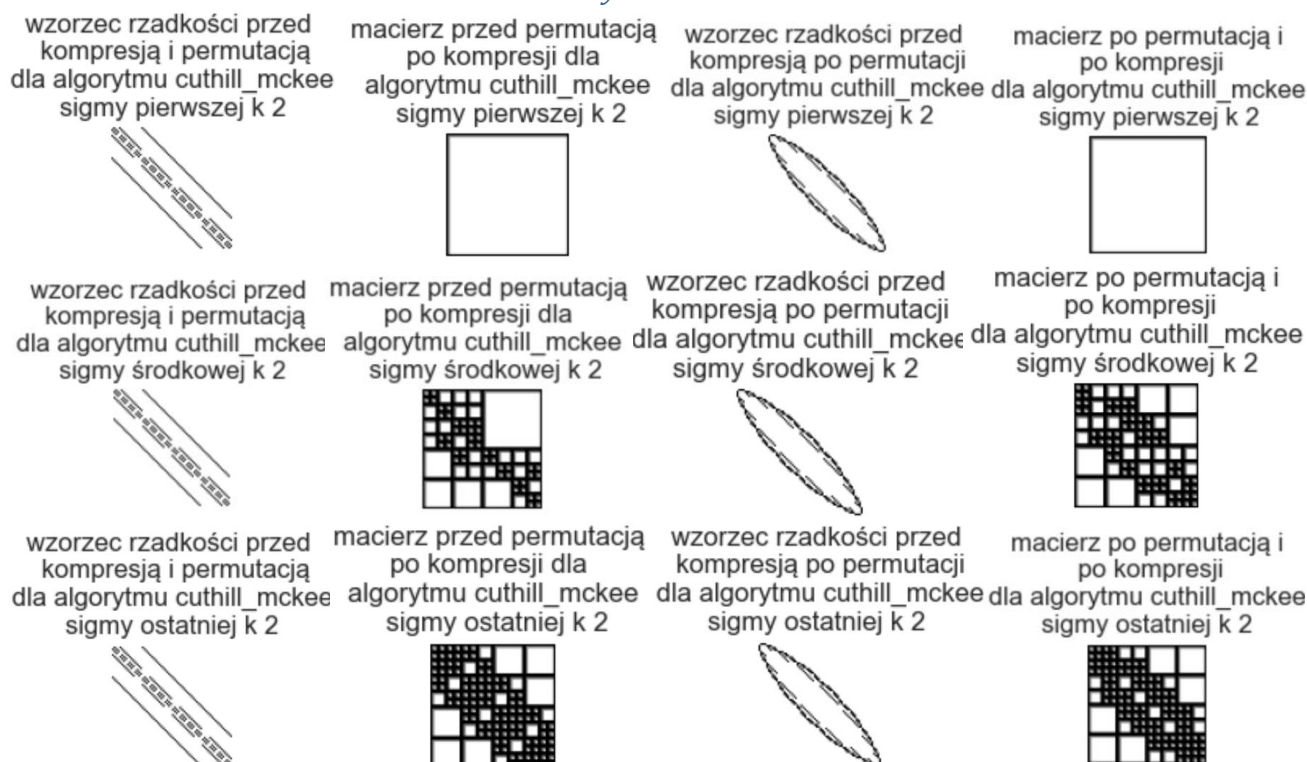 wzorzec rzadkości przed
kompresją i permutacją
dla algorytmu cuthill_mckee
sigmy pierwszej k 2
macierz przed permutacją
po kompresji dla
algorytmu cuthill_mckee
sigmy pierwszej k 2
wzorzec rzadkości przed
kompresją po permutacji
dla algorytmu cuthill_mckee
sigmy pierwszej k 2
macierz po permutacją i
po kompresji
dla algorytmu cuthill_mckee
sigmy pierwszej k 2
wzorzec rzadkości przed
kompresją i permutacją
dla algorytmu cuthill_mckee
sigmy środkowej k 2
macierz przed permutacją
po kompresji dla
algorytmu cuthill_mckee
sigmy środkowej k 2
wzorzec rzadkości przed
kompresją po permutacji
dla algorytmu cuthill_mckee
sigmy środkowej k 2
macierz po permutacją i
po kompresji
dla algorytmu cuthill_mckee
sigmy środkowej k 2
wzorzec rzadkości przed
kompresją i permutacją
dla algorytmu cuthill_mckee
sigmy ostatniej k 2
macierz przed permutacją
po kompresji dla
algorytmu cuthill_mckee
sigmy ostatniej k 2
wzorzec rzadkości przed
kompresją po permutacji
dla algorytmu cuthill_mckee
sigmy ostatniej k 2
macierz po permutacją i
po kompresji
dla algorytmu cuthill_mckee
sigmy ostatniej k 2